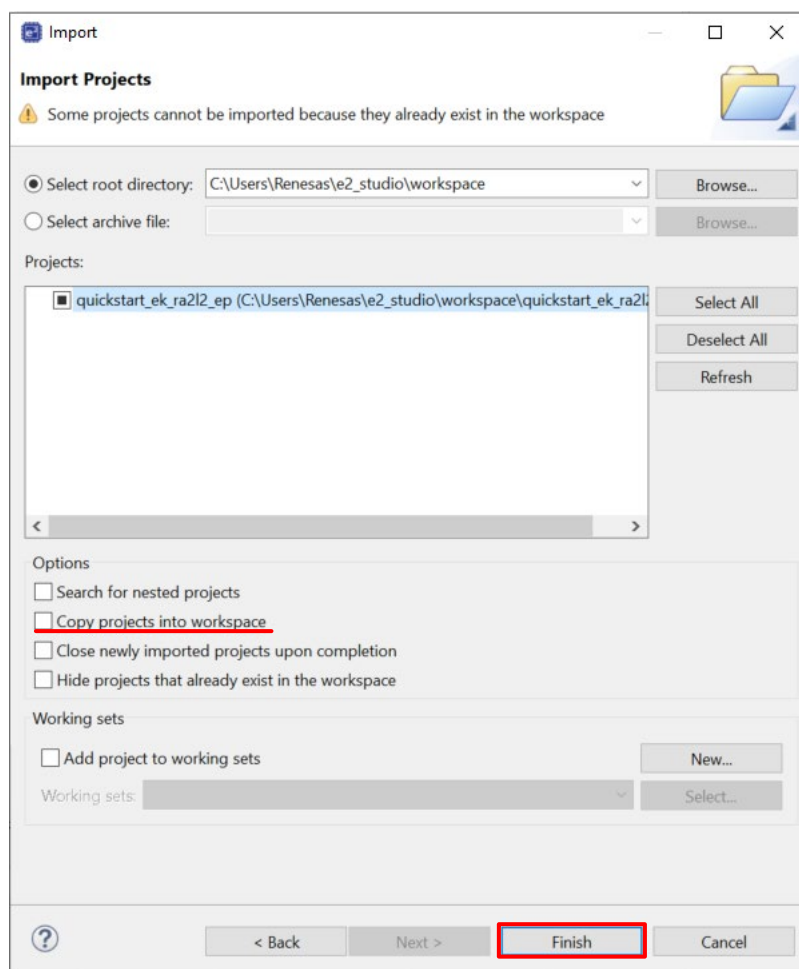 Import
Import Projects
Some projects cannot be imported because they already exist in the workspace
Select root directory: C:\Users\Renesas\e2_studio\workspace Browse...
Select archive file: Browse...
Projects:
quickstart_ek_ra2l2_ep (C:\Users\Renesas\e2_studio\workspace\quickstart_ek_ra2l2
Select All
Deselect All
Refresh
Options
Search for nested projects
Copy projects into workspace
Close newly imported projects upon completion
Hide projects that already exist in the workspace
Working sets
Add project to working sets New...
Working sets: Select...
? < Back Next > Finish Cancel